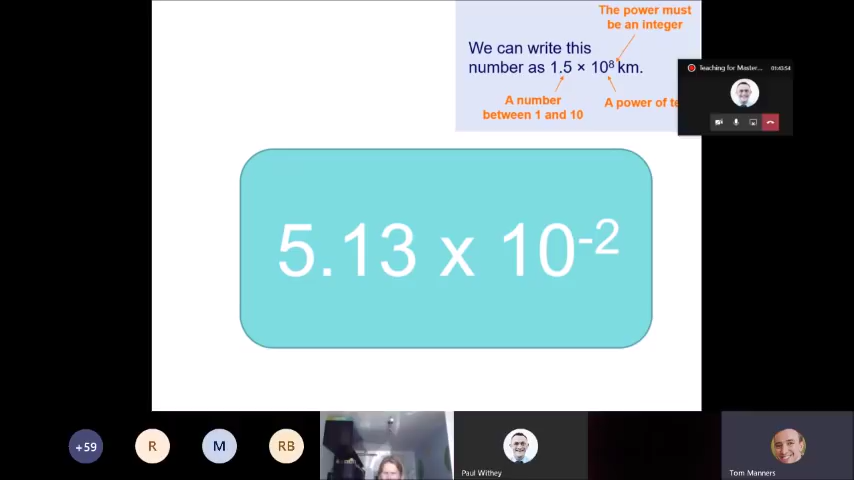 The power must
be an integer
We can write this
number as 1.5 × 10⁸ km.
A number
between 1 and 10
A power of te
Teaching for Master...
01:43:54
5.13 x 10⁻²
+59
R
M
RB
Paul Withey
Tom Manners